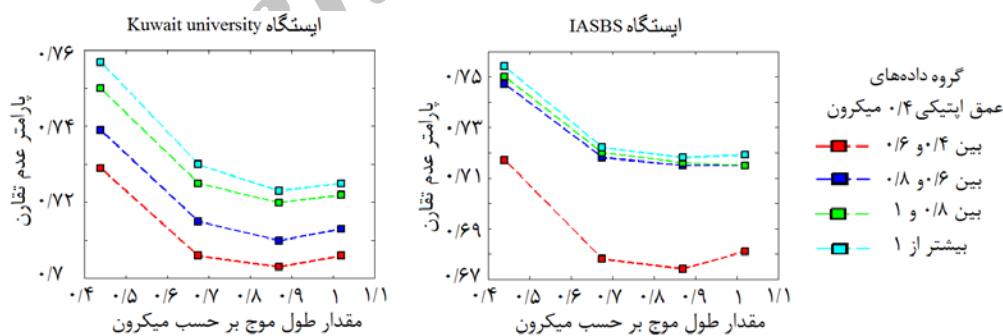 ایستگاه Kuwait university
۰/۷۶
۰/۷۴
۰/۷۲
۰/۷
پارامتر عدم تقارن
۰/۴ ۰/۵ ۰/۶ ۰/۷ ۰/۸ ۰/۹ ۱ ۱/۱
مقدار طول موج بر حسب میکرون
ایستگاه IASBS
۰/۷۵
۰/۷۳
۰/۷۱
۰/۶۹
۰/۶۷
پارامتر عدم تقارن
۰/۴ ۰/۵ ۰/۶ ۰/۷ ۰/۸ ۰/۹ ۱ ۱/۱
مقدار طول موج بر حسب میکرون
گروه داده‌های
عمق اپتیکی ۰/۴ میکرون
بین ۰/۴ و ۰/۶
بین ۰/۶ و ۰/۸
بین ۰/۸ و ۱
بیشتر از ۱